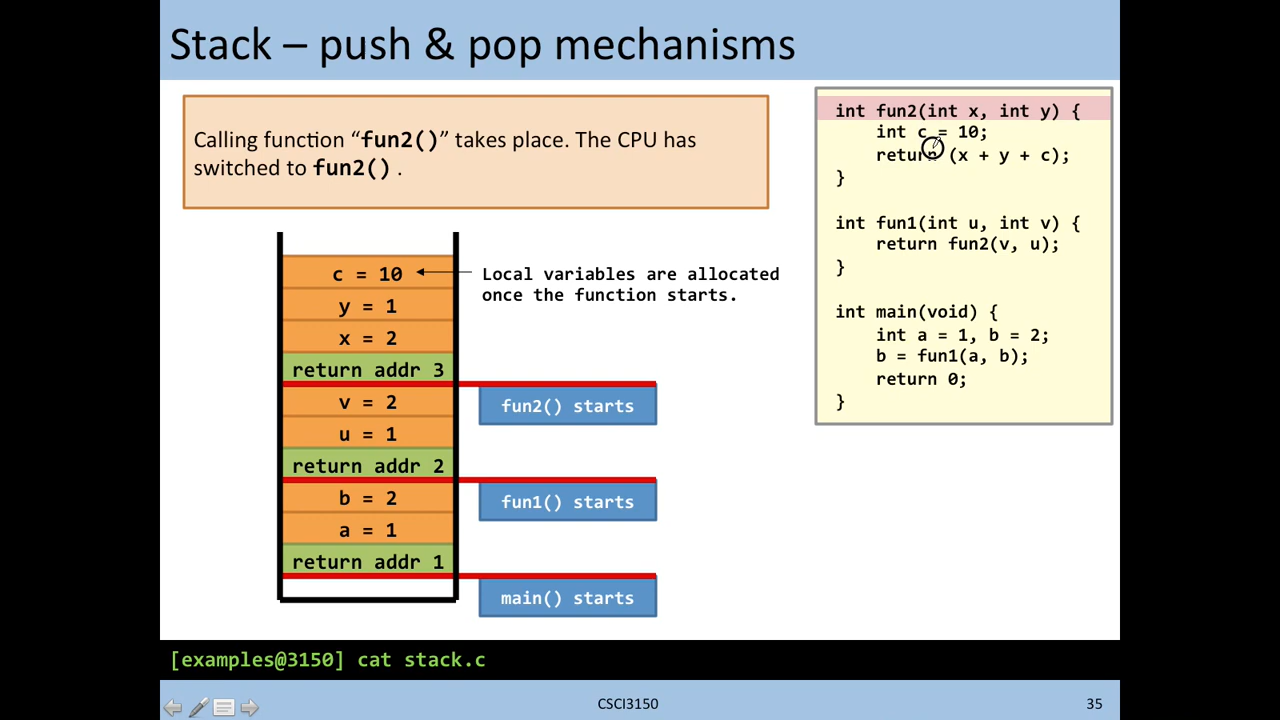 Stack – push & pop mechanisms
Calling function “fun2()” takes place. The CPU has
switched to fun2() .
c = 10
y = 1
x = 2
return addr 3
v = 2
u = 1
return addr 2
b = 2
a = 1
return addr 1
Local variables are allocated
once the function starts.
fun2() starts
fun1() starts
main() starts
int fun2(int x, int y) {
int c = 10;
return (x + y + c);
}
int fun1(int u, int v) {
return fun2(v, u);
}
int main(void) {
int a = 1, b = 2;
b = fun1(a, b);
return 0;
}
[examples@3150] cat stack.c
CSCI3150
35